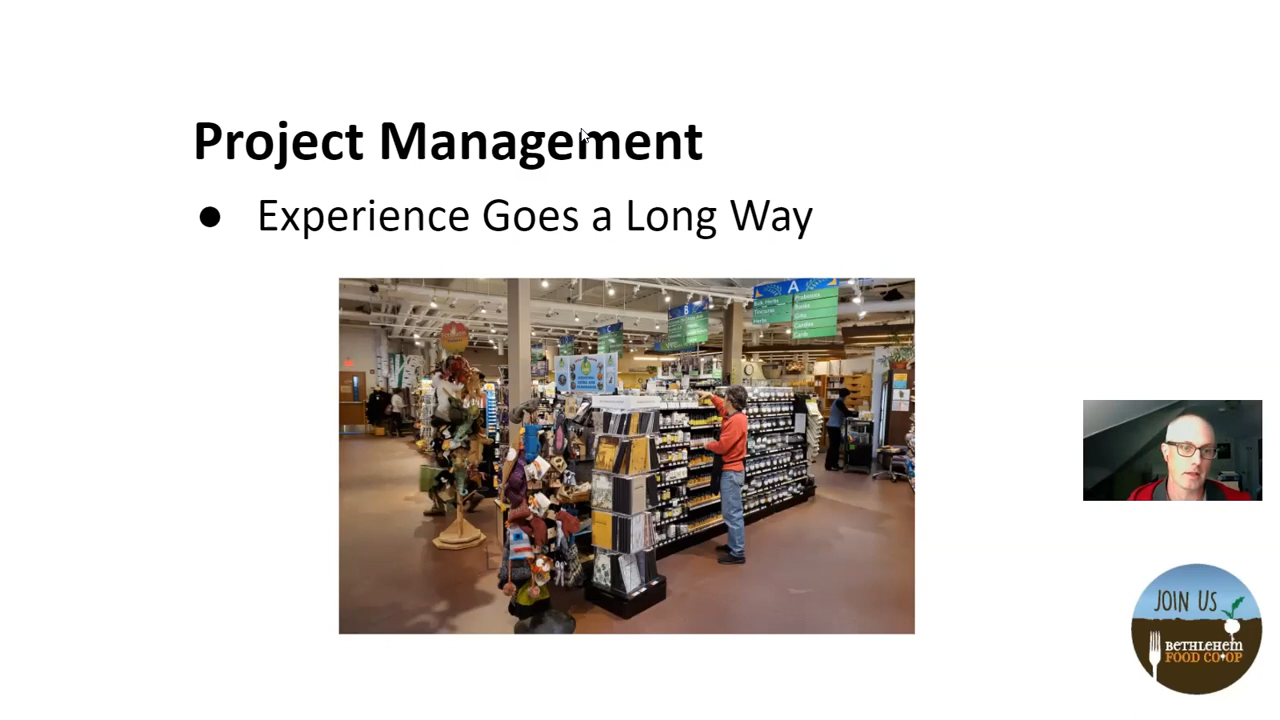 Project Management
● Experience Goes a Long Way
A
B
C
JOIN US
BETHLEHEM
FOOD CO•OP